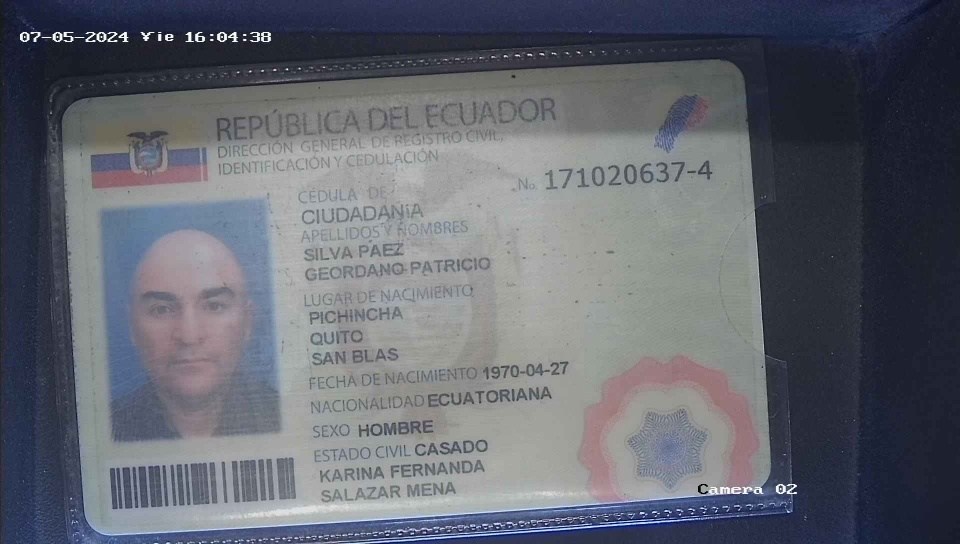 07-05-2024 Vie 16:04:38
REPÚBLICA DEL ECUADOR
DIRECCIÓN GENERAL DE REGISTRO CIVIL,
IDENTIFICACIÓN Y CEDULACIÓN
CÉDULA DE
CIUDADANÍA
No. 171020637-4
APELLIDOS Y NOMBRES
SILVA PAEZ
GEORDANO PATRICIO
LUGAR DE NACIMIENTO
PICHINCHA
QUITO
SAN BLAS
FECHA DE NACIMIENTO 1970-04-27
NACIONALIDAD ECUATORIANA
SEXO HOMBRE
ESTADO CIVIL CASADO
KARINA FERNANDA
SALAZAR MENA
Camera 02